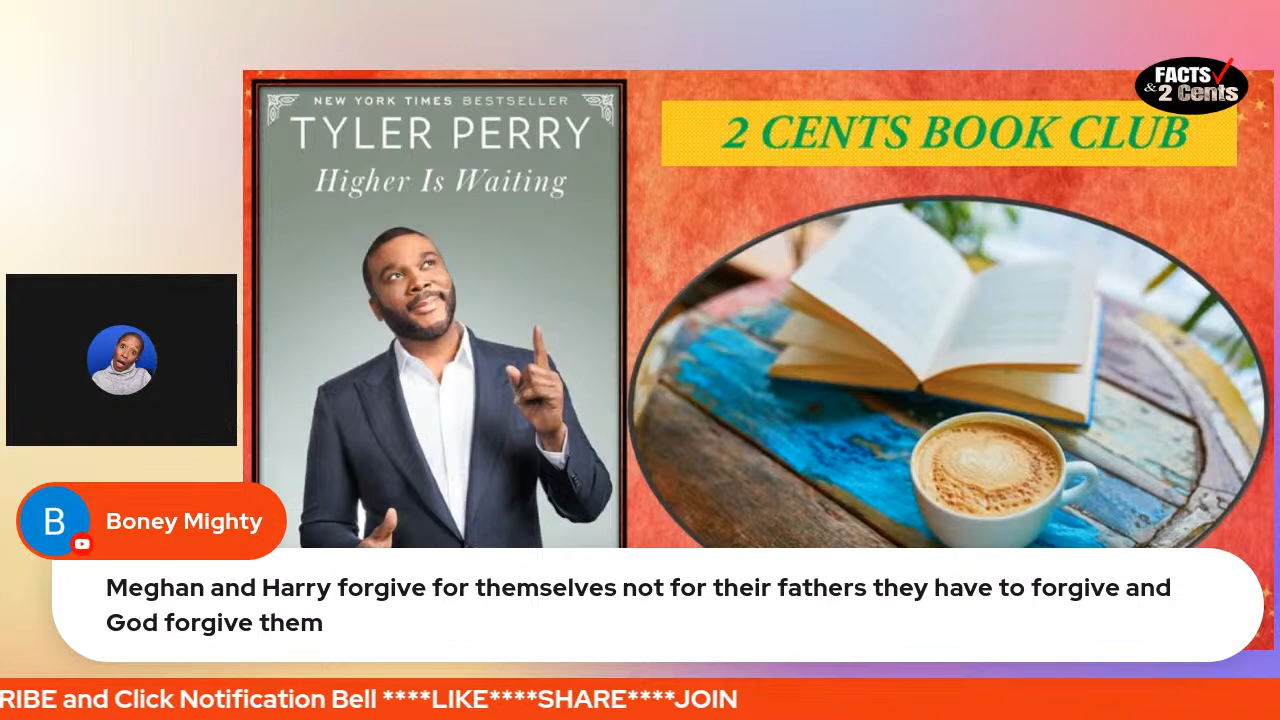 FACTS
& 2 Cents
NEW YORK TIMES BESTSELLER
TYLER PERRY
Higher Is Waiting
2 CENTS BOOK CLUB
B
Boney Mighty
Meghan and Harry forgive for themselves not for their fathers they have to forgive and
God forgive them
RIBE and Click Notification Bell ****LIKE****SHARE****JOIN